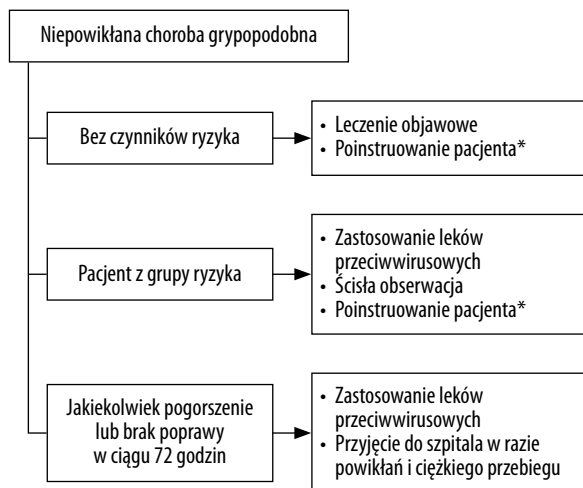 Niepowikłana choroba grypopodobna
Bez czynników ryzyka
• Leczenie objawowe
• Poinstruowanie pacjenta*
Pacjent z grupy ryzyka
• Zastosowanie leków
przeciwwirusowych
• Ścisła obserwacja
• Poinstruowanie pacjenta*
Jakiekolwiek pogorszenie
lub brak poprawy
w ciągu 72 godzin
• Zastosowanie leków
przeciwwirusowych
• Przyjęcie do szpitala w razie
powikłań i ciężkiego przebiegu